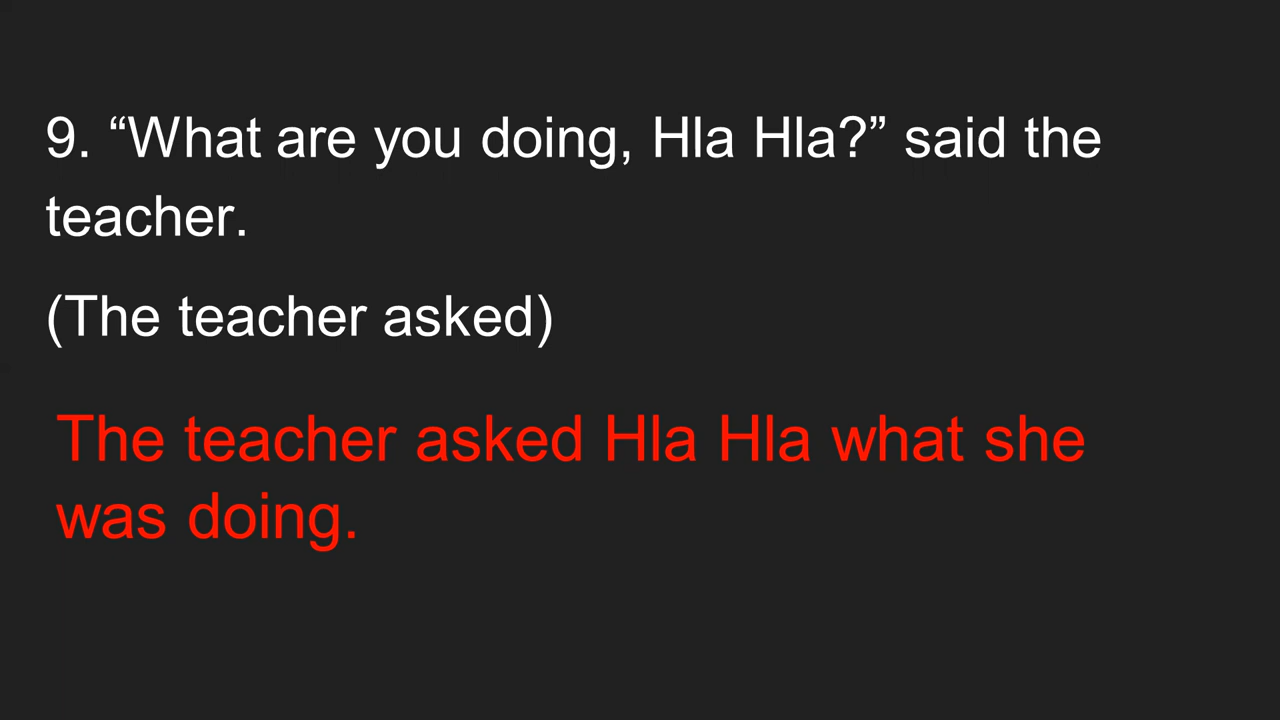 9. “What are you doing, Hla Hla?” said the
teacher.
(The teacher asked)
The teacher asked Hla Hla what she
was doing.